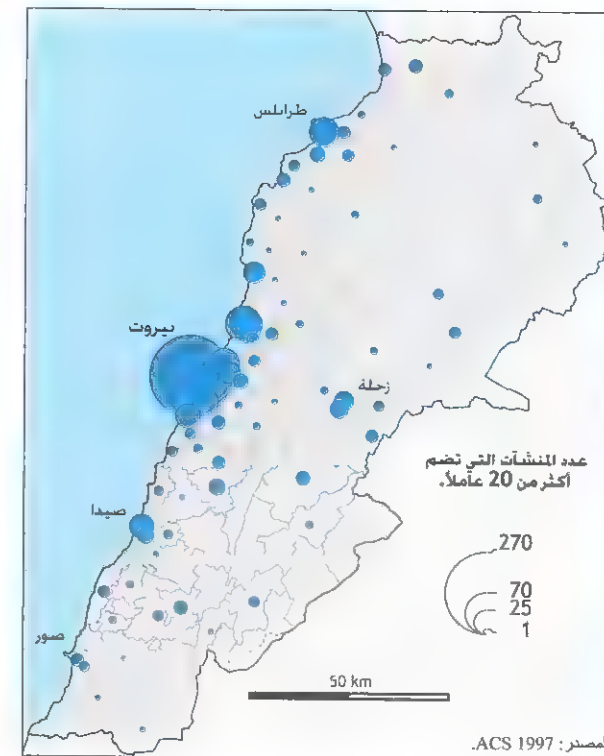 طرابلس
بيروت
زحلة
عدد المنشآت التي تضم
أكثر من 20 عاملاً.
270
70
25
1
صيدا
صور
50 km
لمصدر: ACS 1997.